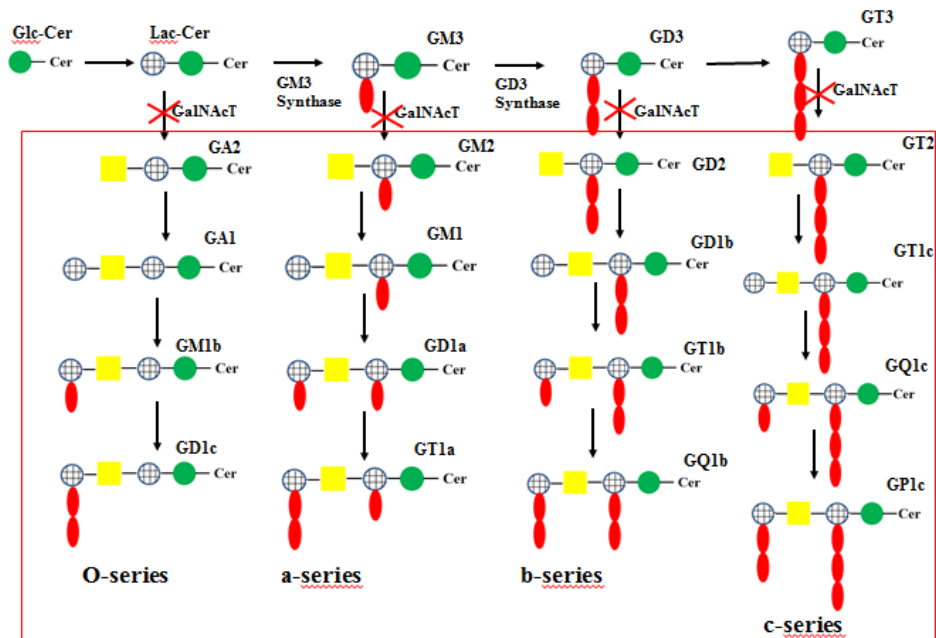 Glc-Cer
Lac-Cer
GM3
GD3
GT3
Cer
Cer
Cer
Cer
Cer
GM3
Synthase
GD3
Synthase
GalNAcT
GalNAcT
GalNAcT
GalNAcT
GA2
GM2
GD2
GT2
Cer
Cer
Cer
Cer
GA1
GM1
GD1b
GT1c
Cer
Cer
Cer
Cer
GM1b
GD1a
GT1b
GQ1c
Cer
Cer
Cer
Cer
GD1c
GT1a
GQ1b
GP1c
Cer
Cer
Cer
Cer
O-series
a-series
b-series
c-series